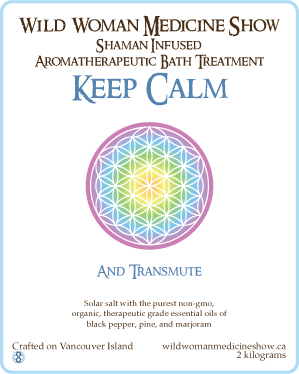 Wild Woman Medicine Show
Shaman Infused
Aromatherapeutic Bath Treatment
Keep Calm
And Transmute
Solar salt with the purest non-gmo,
organic, therapeutic grade essential oils of
black pepper, pine, and marjoram
Crafted on Vancouver Island
wildwomanmedicineshow.ca
2 kilograms